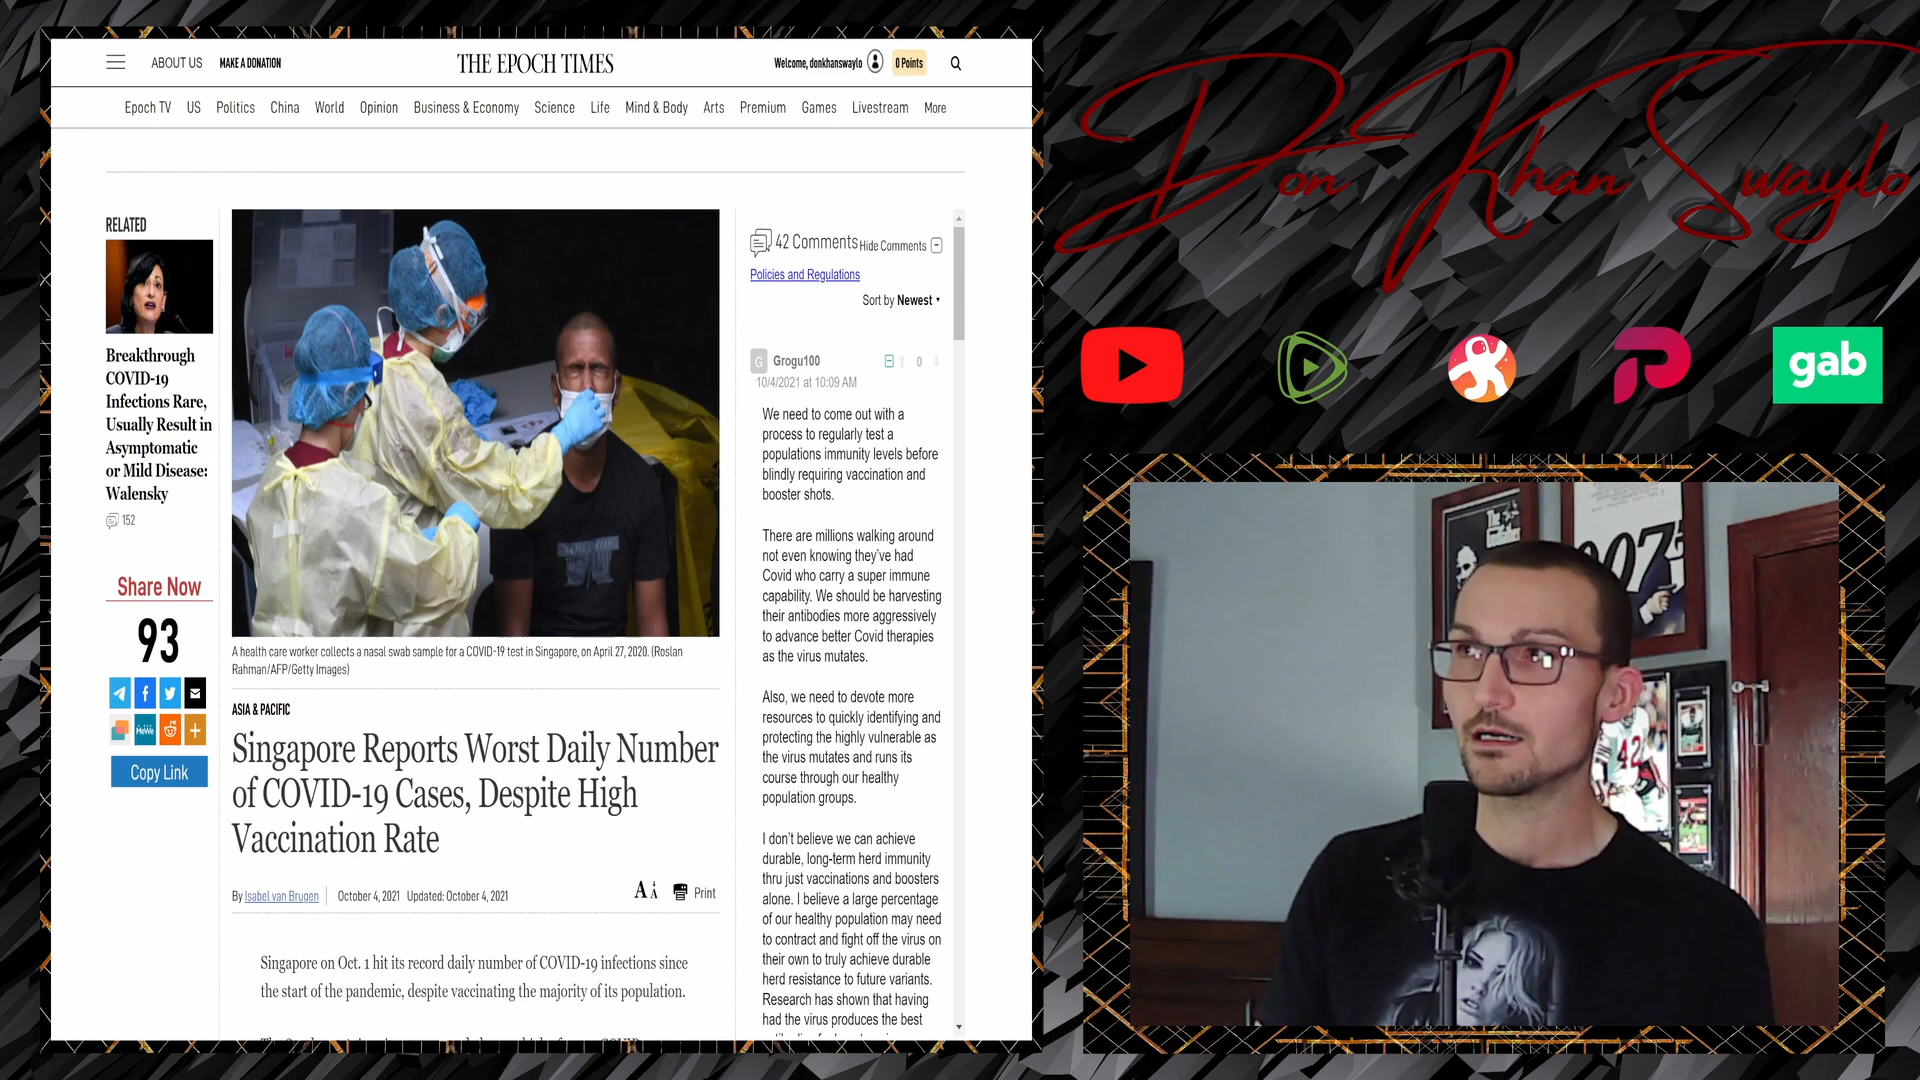 ABOUT US
MAKE A DONATION
THE EPOCH TIMES
Welcome, donkhanswaylo
0 Points
Epoch TV US Politics China World Opinion Business & Economy Science Life Mind & Body Arts Premium Games Livestream More
RELATED
Breakthrough
COVID-19
Infections Rare,
Usually Result in
Asymptomatic
or Mild Disease:
Walensky
152
Share Now
93
MeWe
Copy Link
A health care worker collects a nasal swab sample for a COVID-19 test in Singapore, on April 27, 2020. (Roslan
Rahman/AFP/Getty Images)
ASIA & PACIFIC
Singapore Reports Worst Daily Number
of COVID-19 Cases, Despite High
Vaccination Rate
By Isabel van Brugen October 4, 2021 Updated: October 4, 2021
A A Print
Singapore on Oct. 1 hit its record daily number of COVID-19 infections since
the start of the pandemic, despite vaccinating the majority of its population.
42 Comments Hide Comments
Policies and Regulations
Sort by Newest
G Grogu100 0
10/4/2021 at 10:09 AM
We need to come out with a
process to regularly test a
populations immunity levels before
blindly requiring vaccination and
booster shots.
There are millions walking around
not even knowing they've had
Covid who carry a super immune
capability. We should be harvesting
their antibodies more aggressively
to advance better Covid therapies
as the virus mutates.
Also, we need to devote more
resources to quickly identifying and
protecting the highly vulnerable as
the virus mutates and runs its
course through our healthy
population groups.
I don't believe we can achieve
durable, long-term herd immunity
thru just vaccinations and boosters
alone. I believe a large percentage
of our healthy population may need
to contract and fight off the virus on
their own to truly achieve durable
herd resistance to future variants.
Research has shown that having
had the virus produces the best
Don Khan Swaylo
gab
007
42